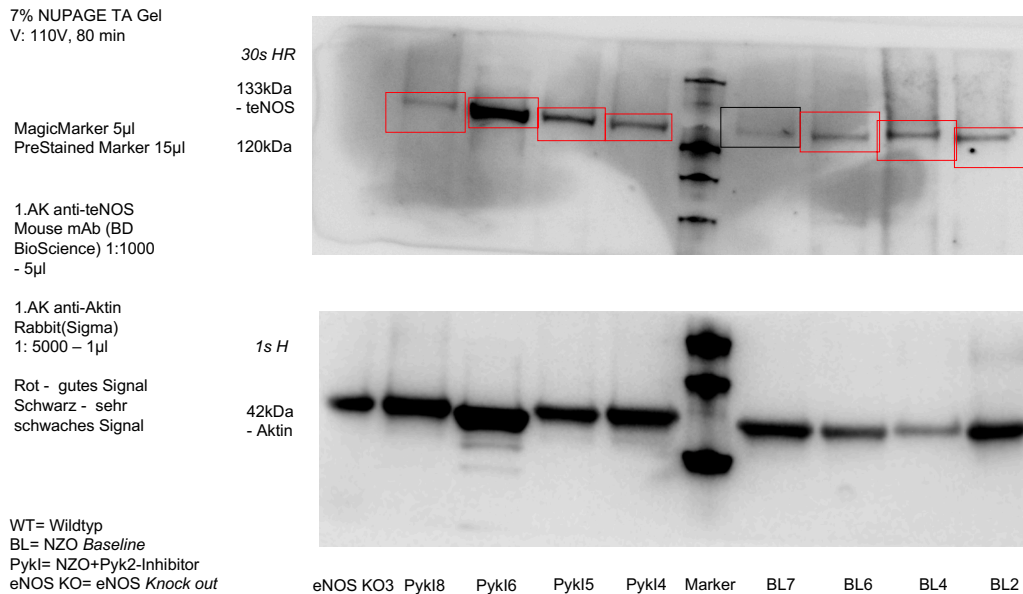 7% NUPAGE TA Gel
V: 110V, 80 min
30s HR
133kDa
- teNOS
MagicMarker 5µl
PreStained Marker 15µl
120kDa
1.AK anti-teNOS
Mouse mAb (BD
BioScience) 1:1000
- 5µl
1.AK anti-Aktin
Rabbit(Sigma)
1: 5000 – 1µl
1s H
Rot - gutes Signal
Schwarz - sehr
schwaches Signal
42kDa
- Aktin
WT= Wildtyp
BL= NZO Baseline
PykI= NZO+Pyk2-Inhibitor
eNOS KO= eNOS Knock out
eNOS KO3 PykI8 PykI6 PykI5 PykI4 Marker BL7 BL6 BL4 BL2